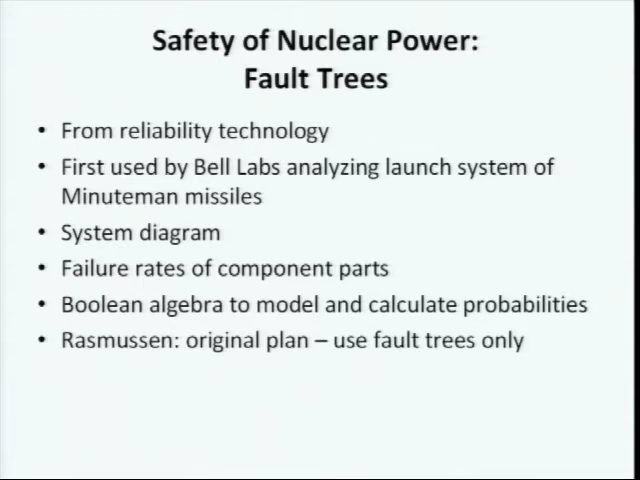 Safety of Nuclear Power:
Fault Trees
• From reliability technology
• First used by Bell Labs analyzing launch system of
Minuteman missiles
• System diagram
• Failure rates of component parts
• Boolean algebra to model and calculate probabilities
• Rasmussen: original plan – use fault trees only